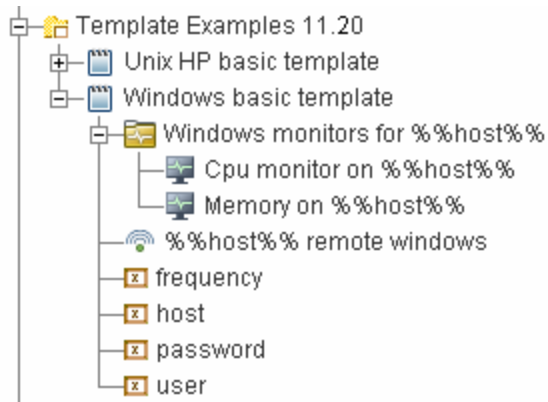 Template Examples 11.20
Unix HP basic template
Windows basic template
Windows monitors for %%host%%
Cpu monitor on %%host%%
Memory on %%host%%
%%host%% remote windows
frequency
host
password
user